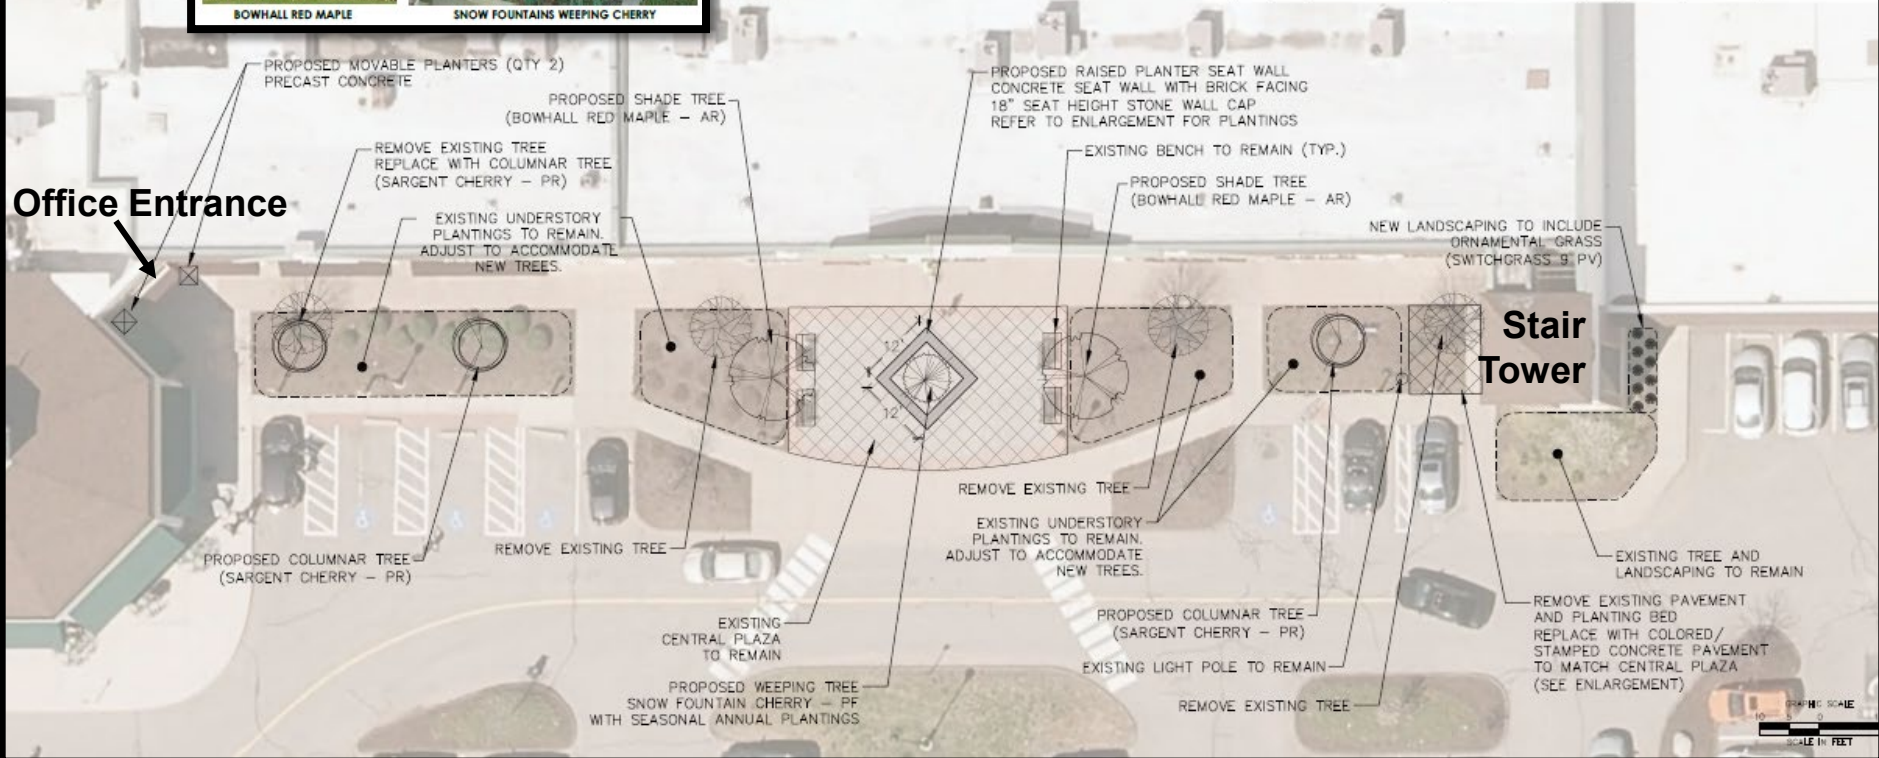 BOWHALL RED MAPLE
SNOW FOUNTAINS WEEPING CHERRY
PROPOSED MOVABLE PLANTERS (QTY 2)
PRECAST CONCRETE
PROPOSED SHADE TREE
(BOWHALL RED MAPLE – AR)
PROPOSED RAISED PLANTER SEAT WALL
CONCRETE SEAT WALL WITH BRICK FACING
18" SEAT HEIGHT STONE WALL CAP
REFER TO ENLARGEMENT FOR PLANTINGS
REMOVE EXISTING TREE
REPLACE WITH COLUMNAR TREE
(SARGENT CHERRY – PR)
EXISTING BENCH TO REMAIN (TYP.)
PROPOSED SHADE TREE
(BOWHALL RED MAPLE – AR)
Office Entrance
EXISTING UNDERSTORY
PLANTINGS TO REMAIN.
ADJUST TO ACCOMMODATE
NEW TREES.
NEW LANDSCAPING TO INCLUDE
ORNAMENTAL GRASS
(SWITCHGRASS 9 PV)
Stair
Tower
12'
12'
REMOVE EXISTING TREE
EXISTING UNDERSTORY
PLANTINGS TO REMAIN.
ADJUST TO ACCOMMODATE
NEW TREES.
PROPOSED COLUMNAR TREE
(SARGENT CHERRY – PR)
REMOVE EXISTING TREE
EXISTING TREE AND
LANDSCAPING TO REMAIN
EXISTING
CENTRAL PLAZA
TO REMAIN
PROPOSED COLUMNAR TREE
(SARGENT CHERRY – PR)
REMOVE EXISTING PAVEMENT
AND PLANTING BED
REPLACE WITH COLORED/
STAMPED CONCRETE PAVEMENT
TO MATCH CENTRAL PLAZA
(SEE ENLARGEMENT)
EXISTING LIGHT POLE TO REMAIN
PROPOSED WEEPING TREE
SNOW FOUNTAIN CHERRY – PF
WITH SEASONAL ANNUAL PLANTINGS
REMOVE EXISTING TREE
GRAPHIC SCALE
10 5 0
SCALE IN FEET